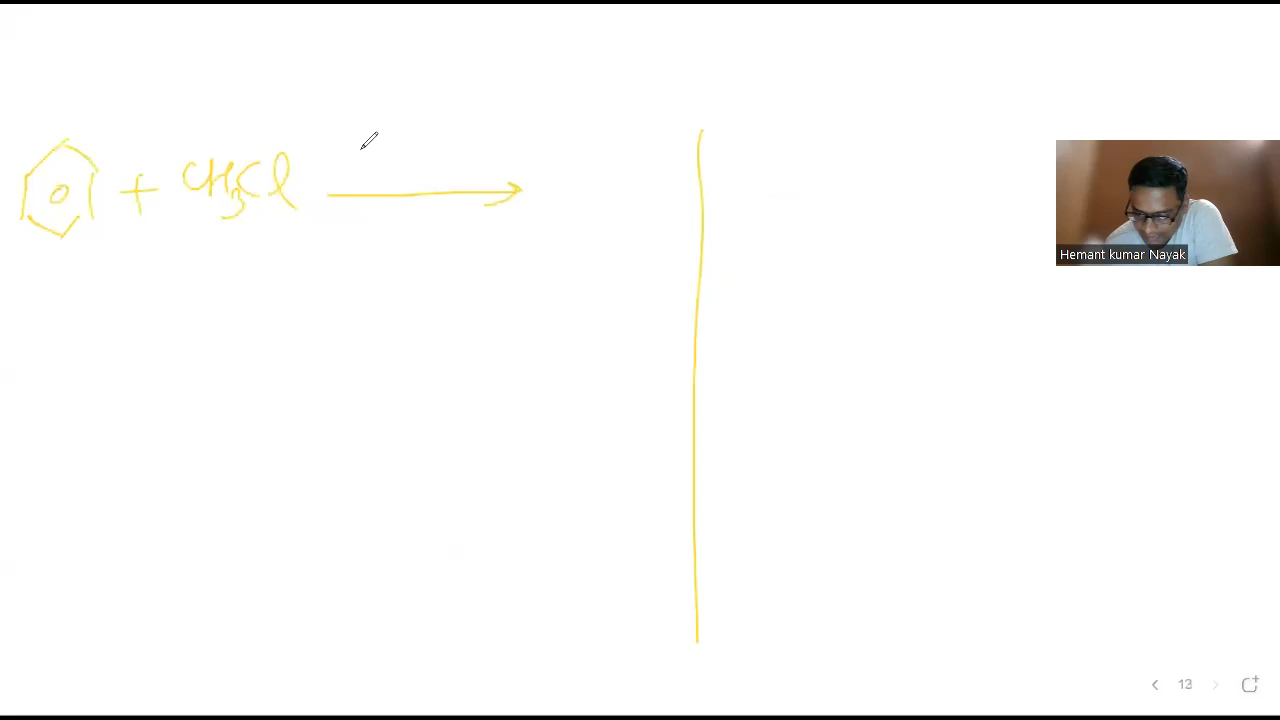 + CH3Cl ⟶
Hemant kumar Nayak
13